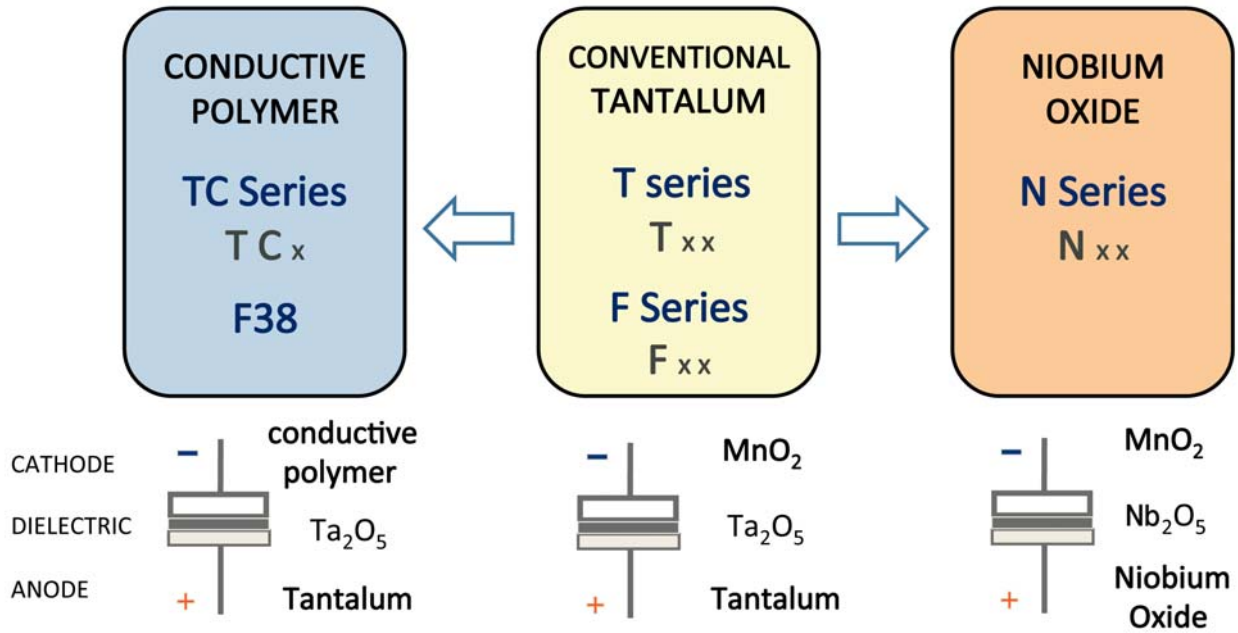 CONDUCTIVE
POLYMER
TC Series
T C x
F38
CONVENTIONAL
TANTALUM
T series
T x x
F Series
F x x
NIOBIUM
OXIDE
N Series
N x x
CATHODE
DIELECTRIC
ANODE
−
conductive
polymer
Ta₂O₅
+
Tantalum
−
MnO₂
Ta₂O₅
+
Tantalum
−
MnO₂
Nb₂O₅
+
Niobium
Oxide